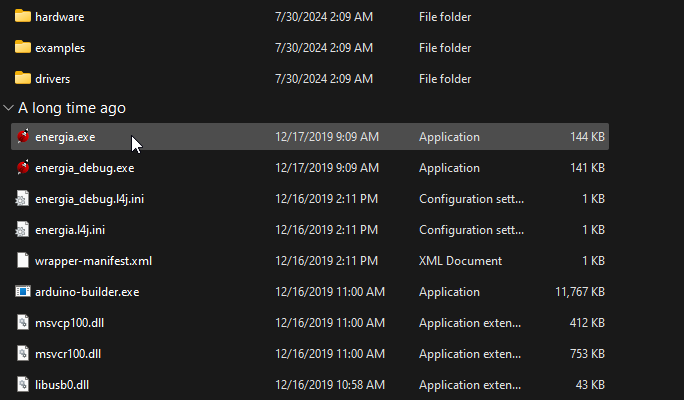 hardware 7/30/2024 2:09 AM File folder
examples 7/30/2024 2:09 AM File folder
drivers 7/30/2024 2:09 AM File folder
A long time ago
energia.exe 12/17/2019 9:09 AM Application 144 KB
energia_debug.exe 12/17/2019 9:09 AM Application 141 KB
energia_debug.l4j.ini 12/16/2019 2:11 PM Configuration sett... 1 KB
energia.l4j.ini 12/16/2019 2:11 PM Configuration sett... 1 KB
wrapper-manifest.xml 12/16/2019 2:11 PM XML Document 1 KB
arduino-builder.exe 12/16/2019 11:00 AM Application 11,767 KB
msvcp100.dll 12/16/2019 11:00 AM Application exten... 412 KB
msvcr100.dll 12/16/2019 11:00 AM Application exten... 753 KB
libusb0.dll 12/16/2019 10:58 AM Application exten... 43 KB